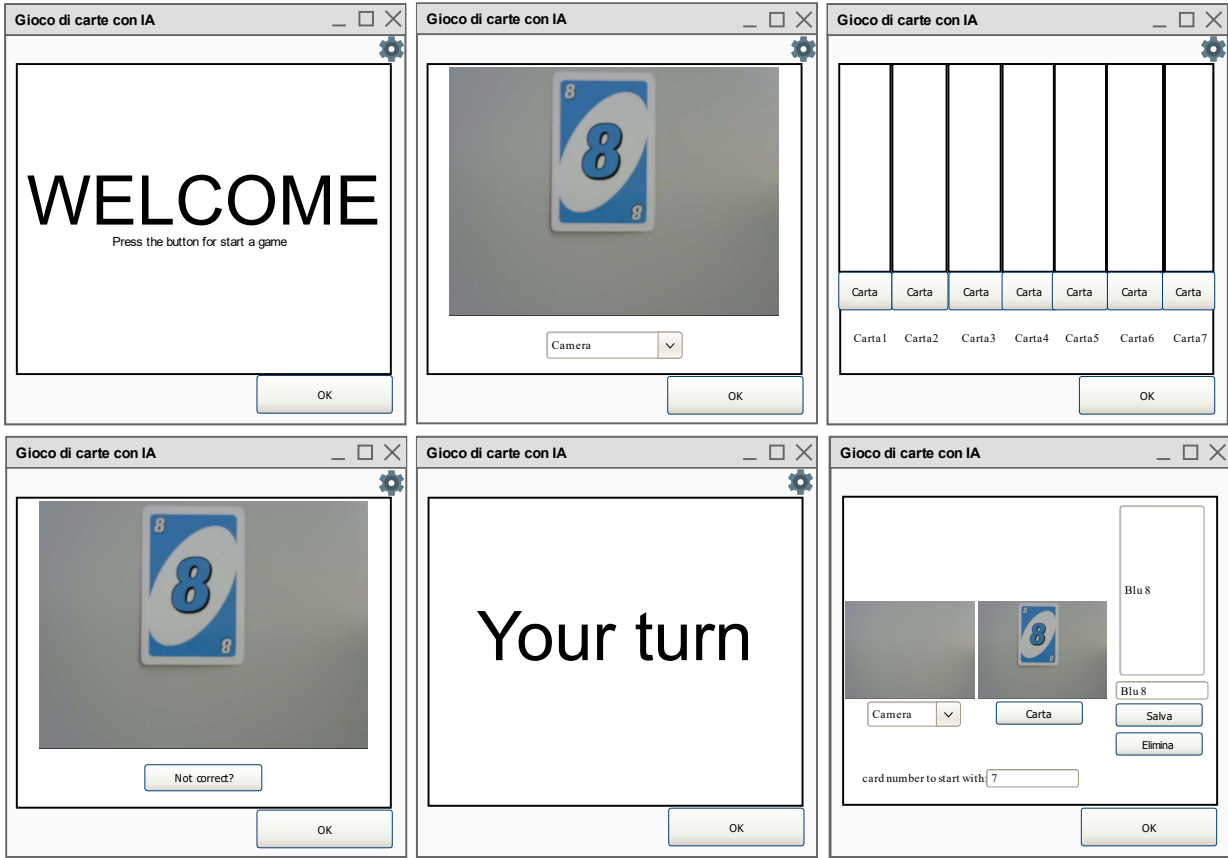 Gioco di carte con IA
WELCOME
Press the button for start a game
OK
Gioco di carte con IA
8
8
8
Camera
OK
Gioco di carte con IA
Carta Carta Carta Carta Carta Carta Carta
Carta1 Carta2 Carta3 Carta4 Carta5 Carta6 Carta7
OK
Gioco di carte con IA
8
8
8
Not correct?
OK
Gioco di carte con IA
Your turn
OK
Gioco di carte con IA
Blu 8
8
8
8
Blu 8
Camera
Carta
Salva
Elimina
card number to start with: 7
OK